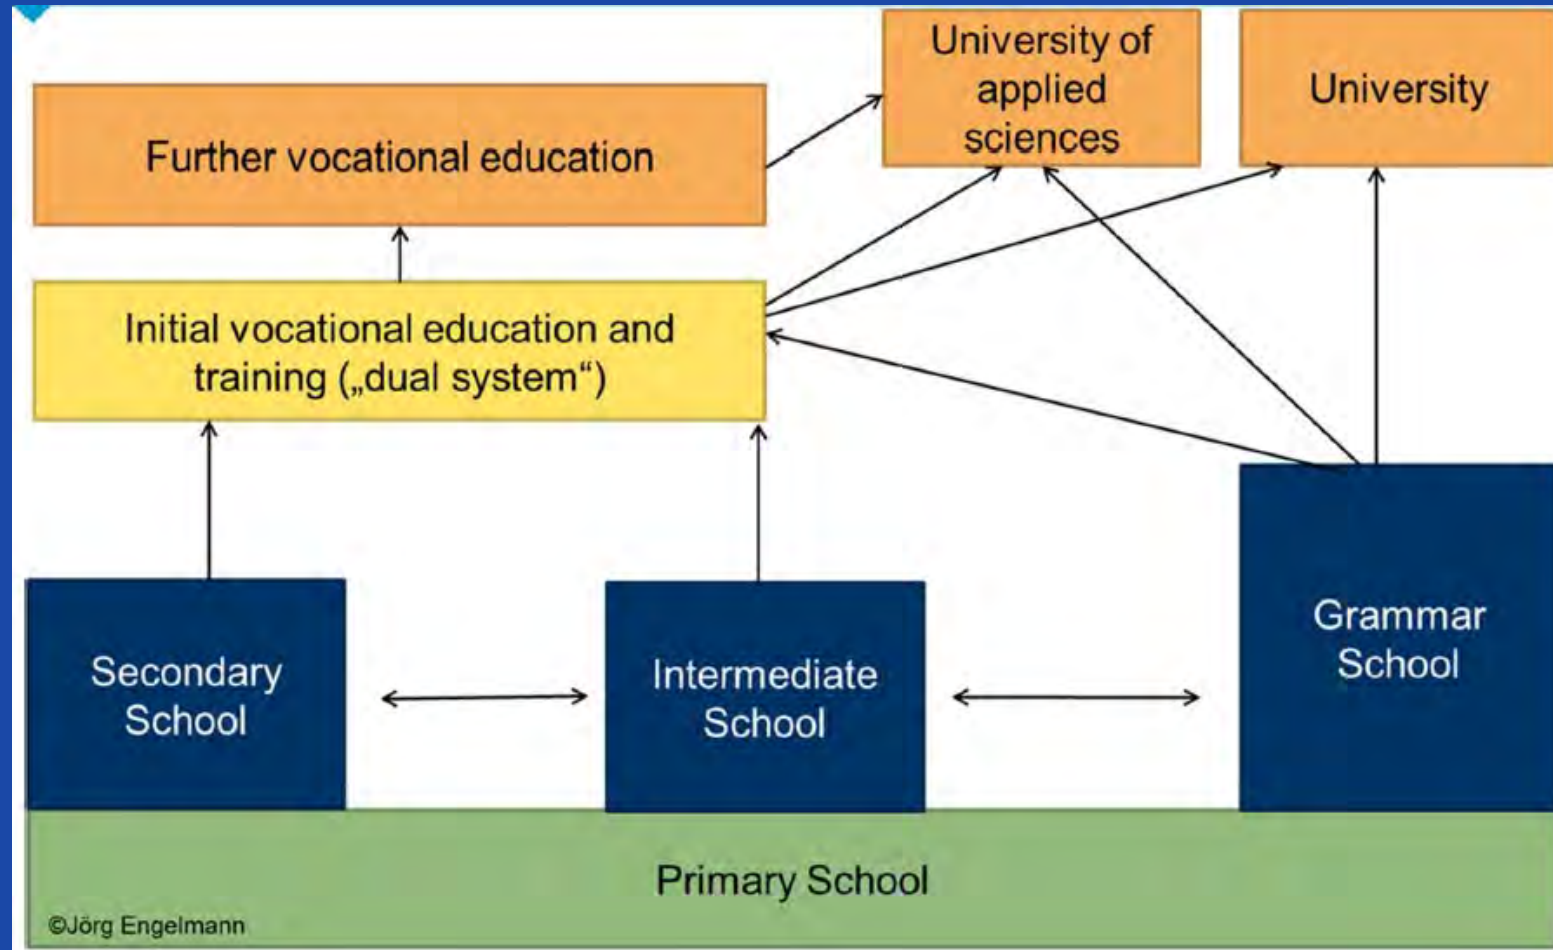 University of
applied
sciences
University
Further vocational education
Initial vocational education and
training („dual system“)
Secondary
School
Intermediate
School
Grammar
School
Primary School
©Jörg Engelmann